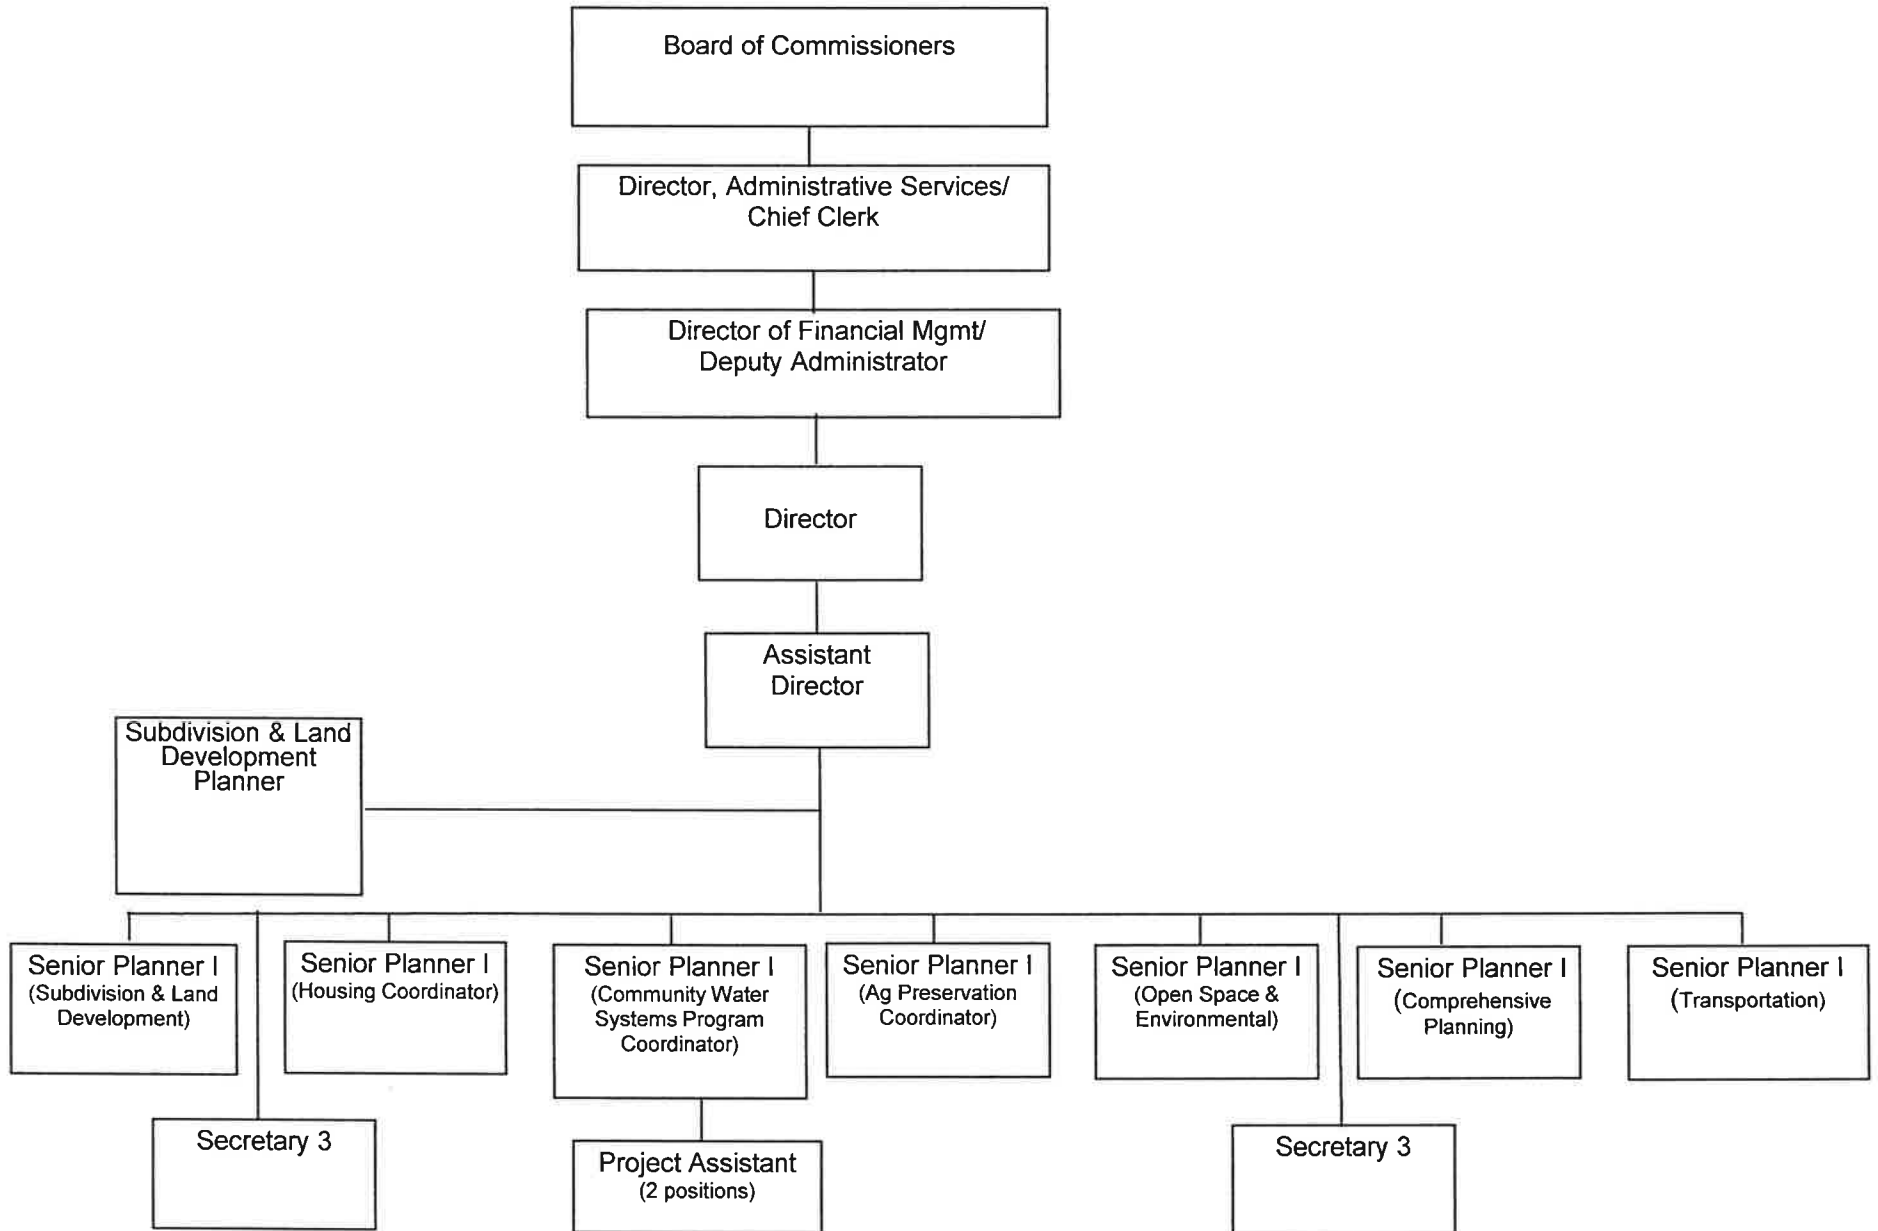 Board of Commissioners
Director, Administrative Services/
Chief Clerk
Director of Financial Mgmt/
Deputy Administrator
Director
Assistant
Director
Subdivision & Land
Development
Planner
Senior Planner I
(Subdivision & Land
Development)
Senior Planner I
(Housing Coordinator)
Senior Planner I
(Community Water
Systems Program
Coordinator)
Senior Planner I
(Ag Preservation
Coordinator)
Senior Planner I
(Open Space &
Environmental)
Senior Planner I
(Comprehensive
Planning)
Senior Planner I
(Transportation)
Secretary 3
Project Assistant
(2 positions)
Secretary 3